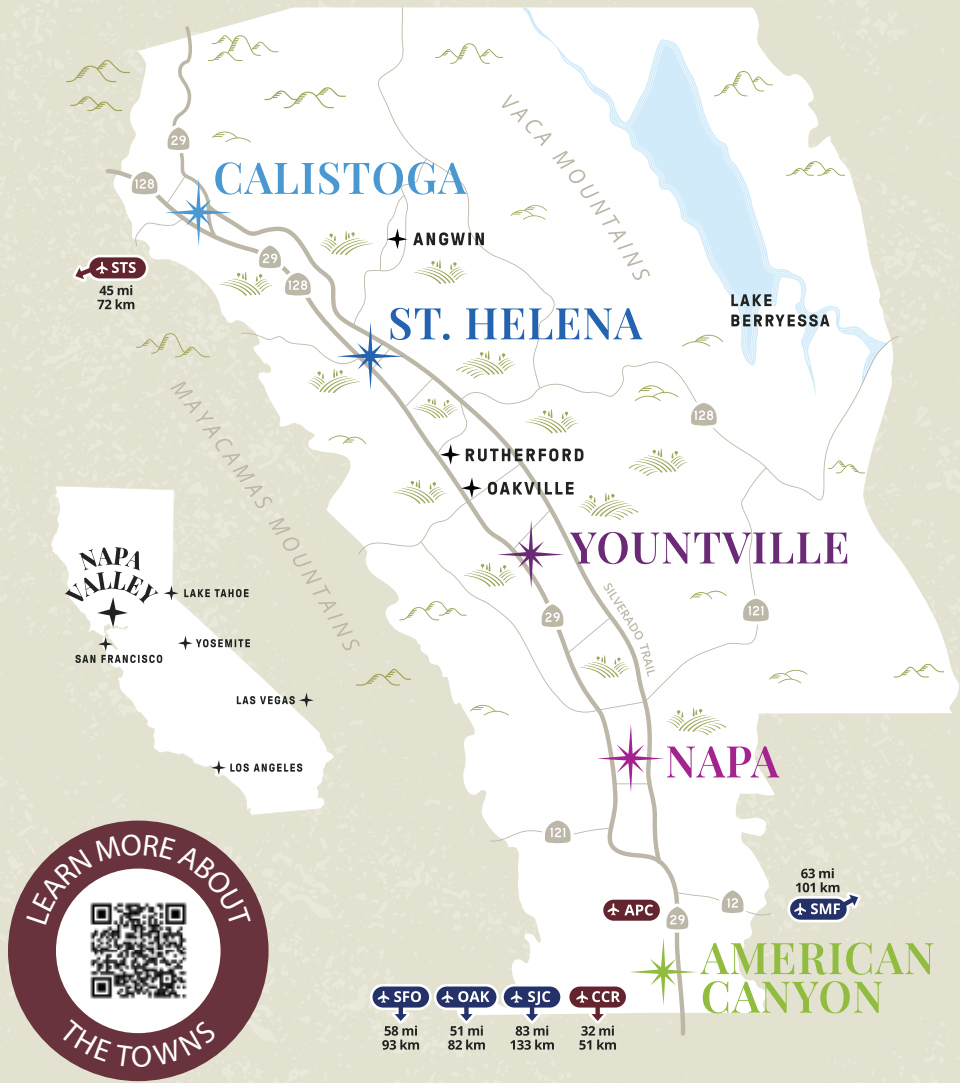 29
128
CALISTOGA
VACA MOUNTAINS
ANGWIN
STS
45 mi
72 km
29
128
LAKE
BERRYESSA
ST. HELENA
MAYACAMAS MOUNTAINS
128
RUTHERFORD
OAKVILLE
YOUNTVILLE
NAPA
VALLEY
LAKE TAHOE
YOSEMITE
SAN FRANCISCO
LAS VEGAS
LOS ANGELES
29
SILVERADO TRAIL
121
NAPA
121
63 mi
101 km
SMF
APC
29
12
AMERICAN
CANYON
SFO
58 mi
93 km
OAK
51 mi
82 km
SJC
83 mi
133 km
CCR
32 mi
51 km
LEARN MORE ABOUT
THE TOWNS